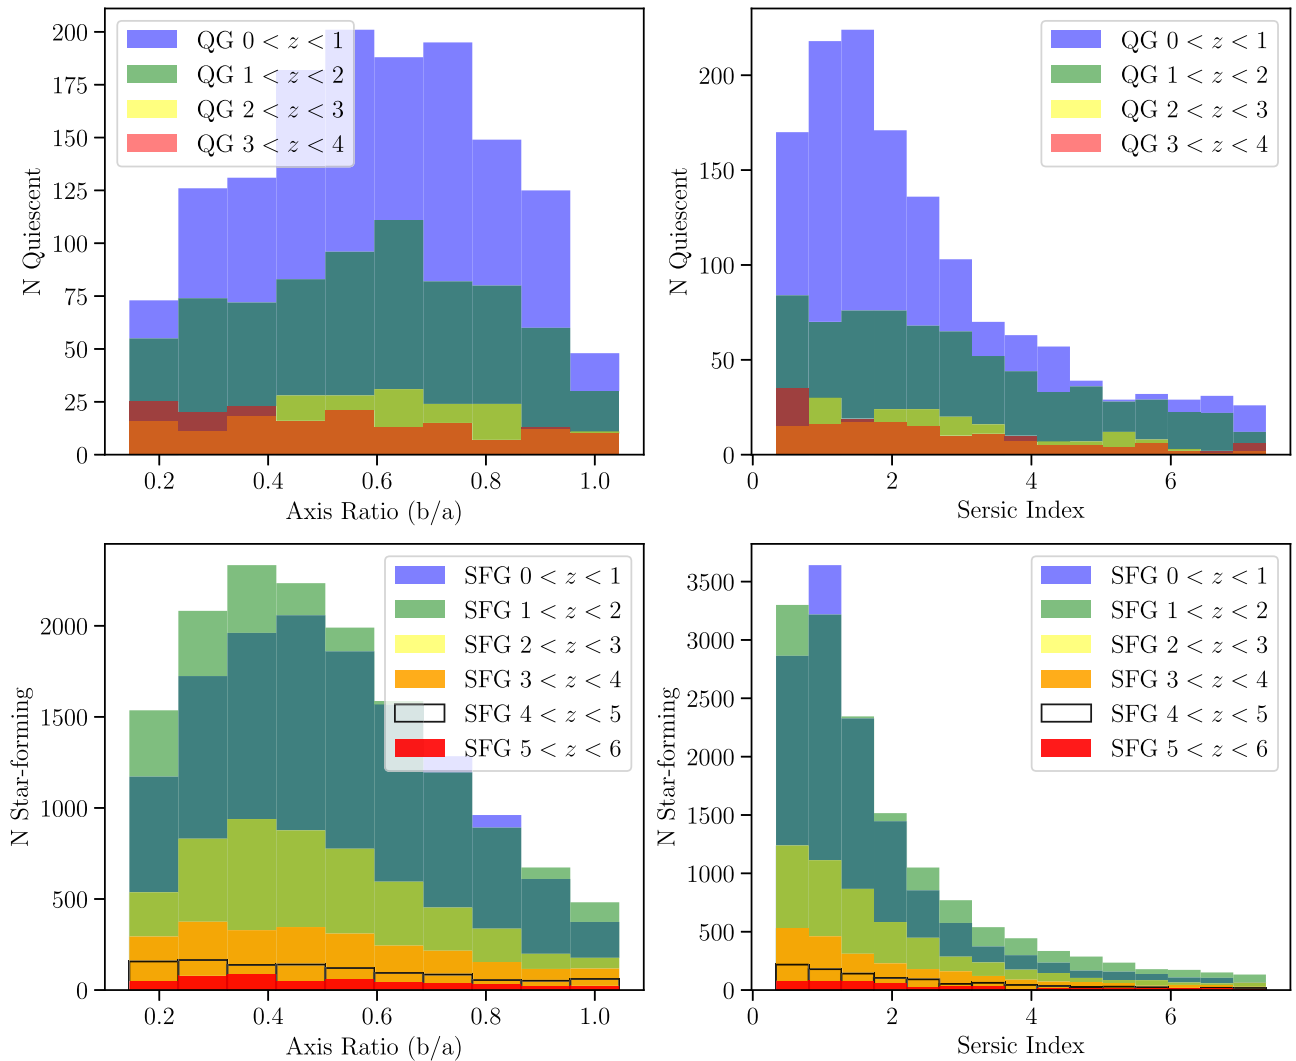 QG 0 < z < 1
QG 1 < z < 2
QG 2 < z < 3
QG 3 < z < 4
N Quiescent
200
175
150
125
100
75
50
25
0
0.2 0.4 0.6 0.8 1.0
Axis Ratio (b/a)
QG 0 < z < 1
QG 1 < z < 2
QG 2 < z < 3
QG 3 < z < 4
N Quiescent
200
150
100
50
0
0 2 4 6
Sersic Index
SFG 0 < z < 1
SFG 1 < z < 2
SFG 2 < z < 3
SFG 3 < z < 4
SFG 4 < z < 5
SFG 5 < z < 6
N Star-forming
2000
1500
1000
500
0
0.2 0.4 0.6 0.8 1.0
Axis Ratio (b/a)
SFG 0 < z < 1
SFG 1 < z < 2
SFG 2 < z < 3
SFG 3 < z < 4
SFG 4 < z < 5
SFG 5 < z < 6
N Star-forming
3500
3000
2500
2000
1500
1000
500
0
0 2 4 6
Sersic Index